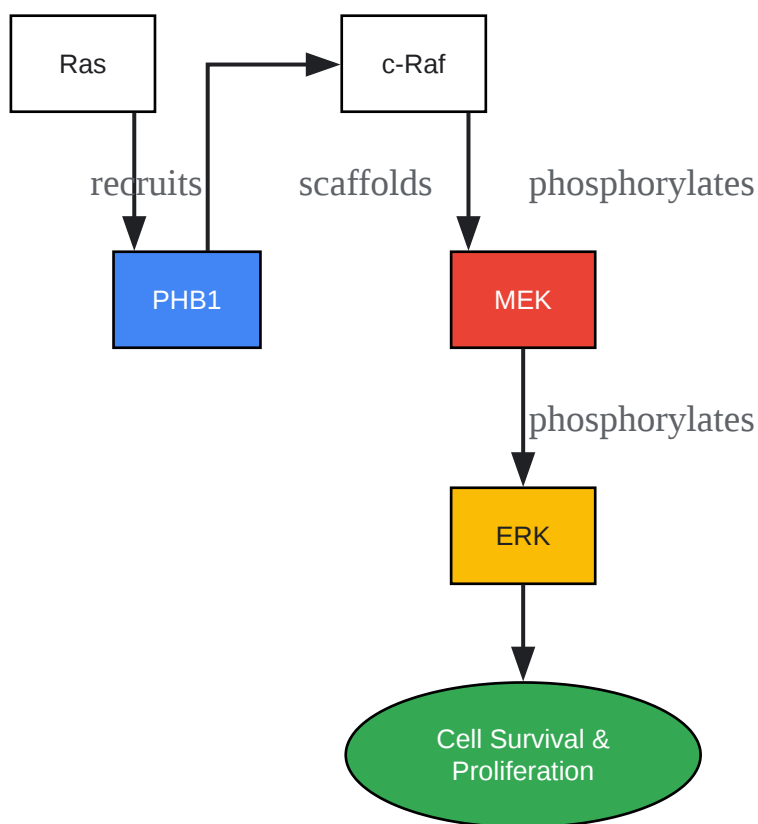 Ras
c-Raf
recruits
scaffolds
phosphorylates
PHB1
MEK
phosphorylates
ERK
Cell Survival &
Proliferation